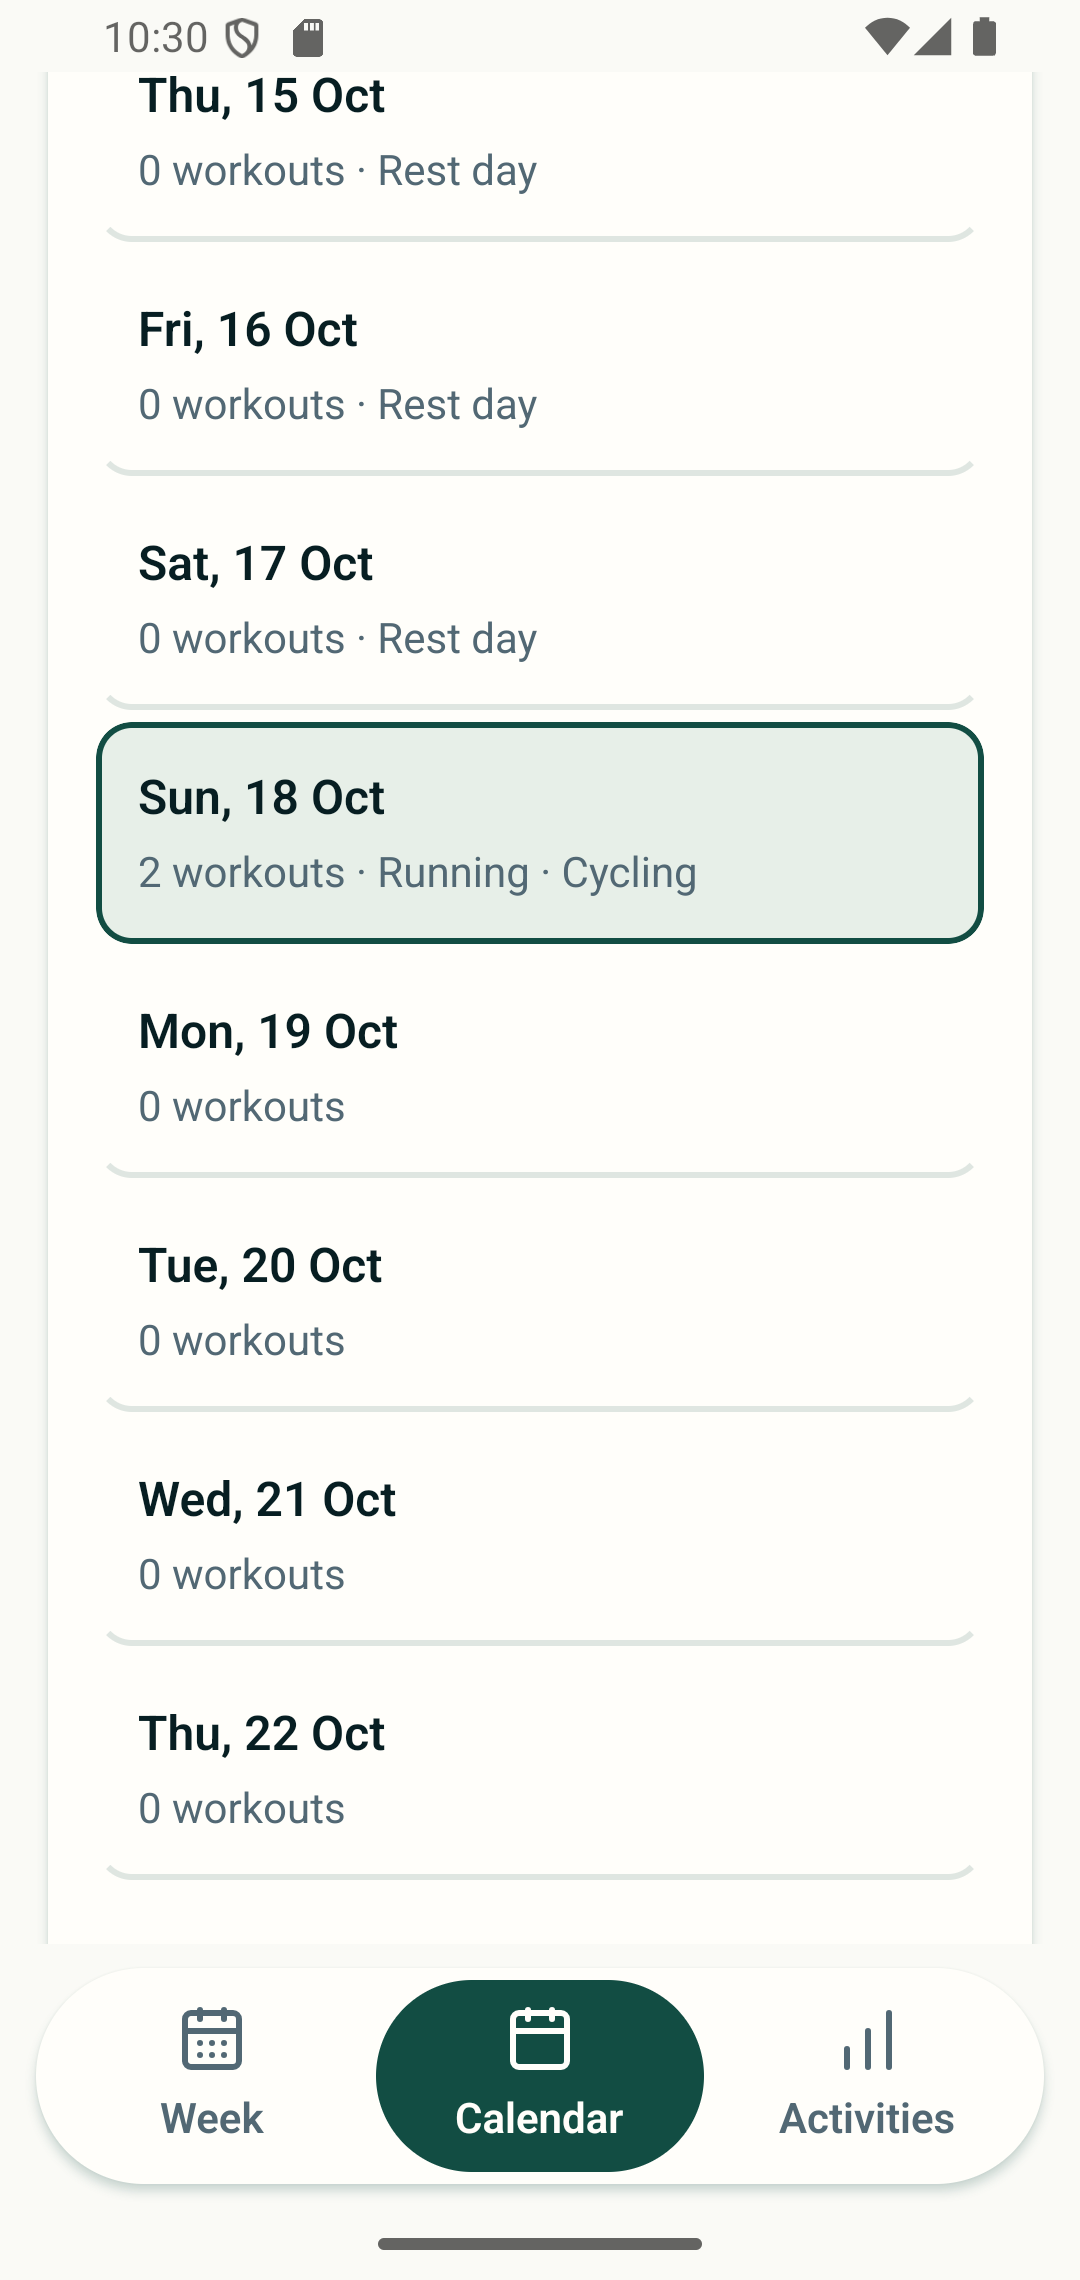 10:30
Thu, 15 Oct
0 workouts · Rest day
Fri, 16 Oct
0 workouts · Rest day
Sat, 17 Oct
0 workouts · Rest day
Sun, 18 Oct
2 workouts · Running · Cycling
Mon, 19 Oct
0 workouts
Tue, 20 Oct
0 workouts
Wed, 21 Oct
0 workouts
Thu, 22 Oct
0 workouts
Week
Calendar
Activities